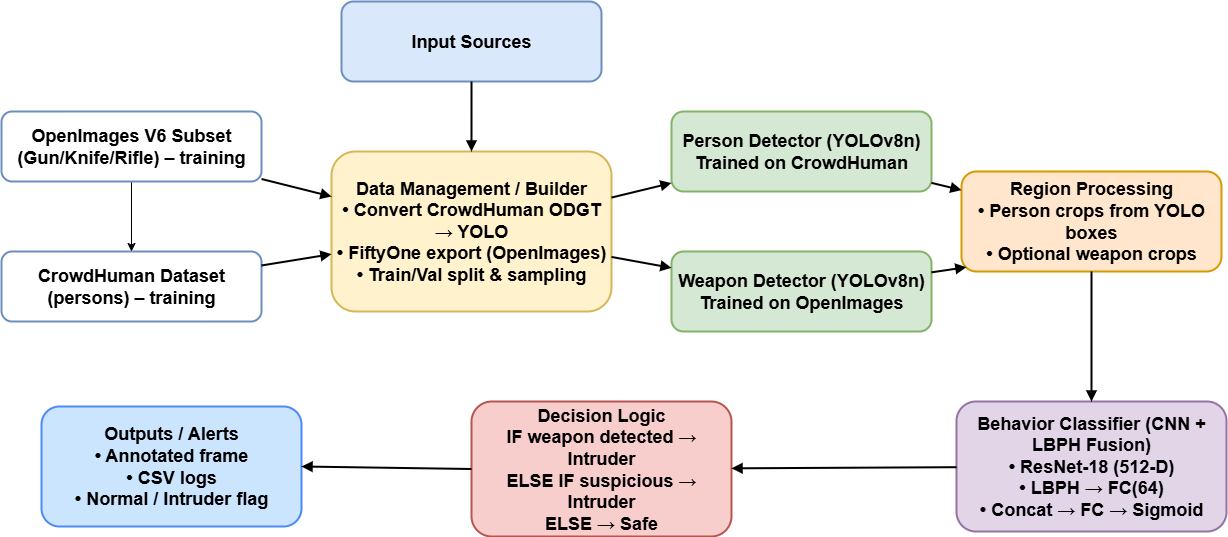 Input Sources
OpenImages V6 Subset
(Gun/Knife/Rifle) – training
CrowdHuman Dataset
(persons) – training
Data Management / Builder
• Convert CrowdHuman ODGT
→ YOLO
• FiftyOne export (OpenImages)
• Train/Val split & sampling
Person Detector (YOLOv8n)
Trained on CrowdHuman
Weapon Detector (YOLOv8n)
Trained on OpenImages
Region Processing
• Person crops from YOLO
boxes
• Optional weapon crops
Behavior Classifier (CNN +
LBPH Fusion)
• ResNet-18 (512-D)
• LBPH → FC(64)
• Concat → FC → Sigmoid
Decision Logic
IF weapon detected →
Intruder
ELSE IF suspicious →
Intruder
ELSE → Safe
Outputs / Alerts
• Annotated frame
• CSV logs
• Normal / Intruder flag